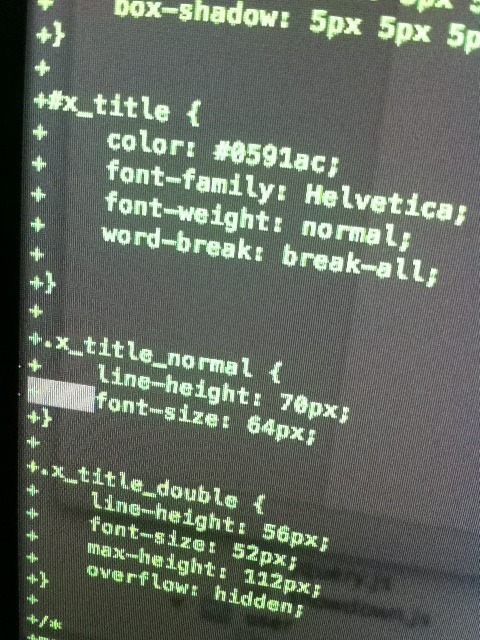 box-shadow: 5px 5px 5p
+}
+
+#x_title {
+ color: #0591ac;
+ font-family: Helvetica;
+ font-weight: normal;
+ word-break: break-all;
+
+}
+
+.x_title_normal {
+ line-height: 70px;
font-size: 64px;
+}
+
+.x_title_double {
+ line-height: 56px;
+ font-size: 52px;
+ max-height: 112px;
+ overflow: hidden;
+}
+
+/*